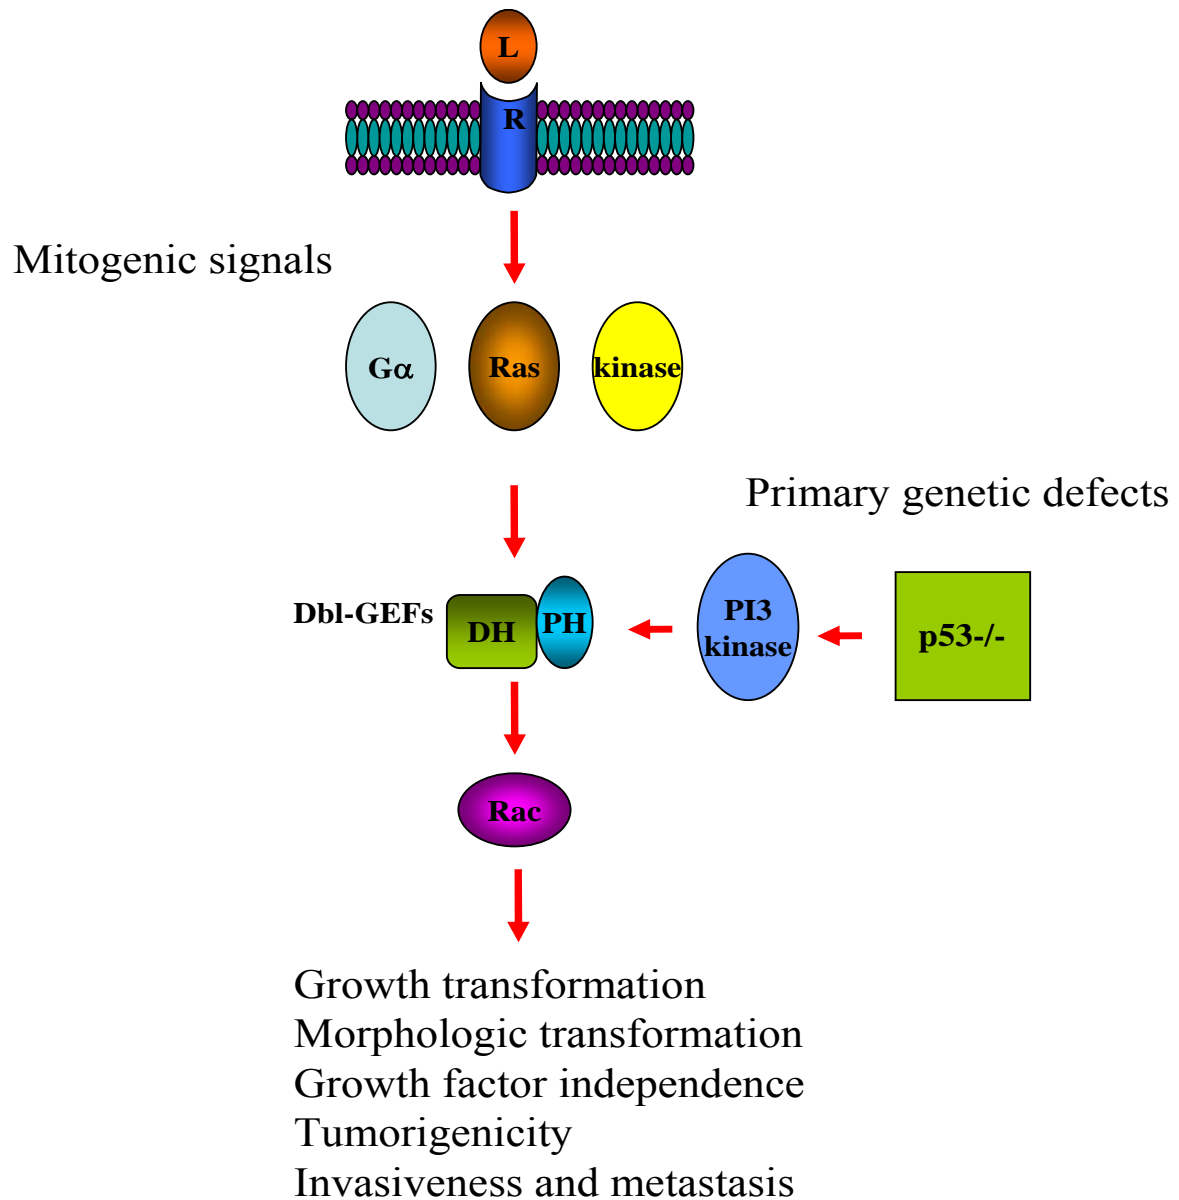 L
R
Mitogenic signals
Gα
Ras
kinase
Primary genetic defects
Dbl-GEFs
DH
PH
PI3
kinase
p53-/-
Rac
Growth transformation
Morphologic transformation
Growth factor independence
Tumorigenicity
Invasiveness and metastasis